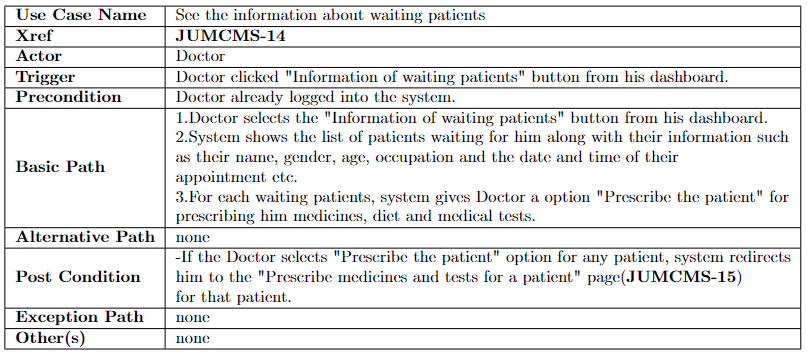 Use Case Name See the information about waiting patients
Xref JUMCMS-14
Actor Doctor
Trigger Doctor clicked "Information of waiting patients" button from his dashboard.
Precondition Doctor already logged into the system.
Basic Path
1.Doctor selects the "Information of waiting patients" button from his dashboard.
2.System shows the list of patients waiting for him along with their information such
as their name, gender, age, occupation and the date and time of their
appointment etc.
3.For each waiting patients, system gives Doctor a option "Prescribe the patient" for
prescribing him medicines, diet and medical tests.
Alternative Path none
Post Condition
-If the Doctor selects "Prescribe the patient" option for any patient, system redirects
him to the "Prescribe medicines and tests for a patient" page(JUMCMS-15)
for that patient.
Exception Path none
Other(s) none